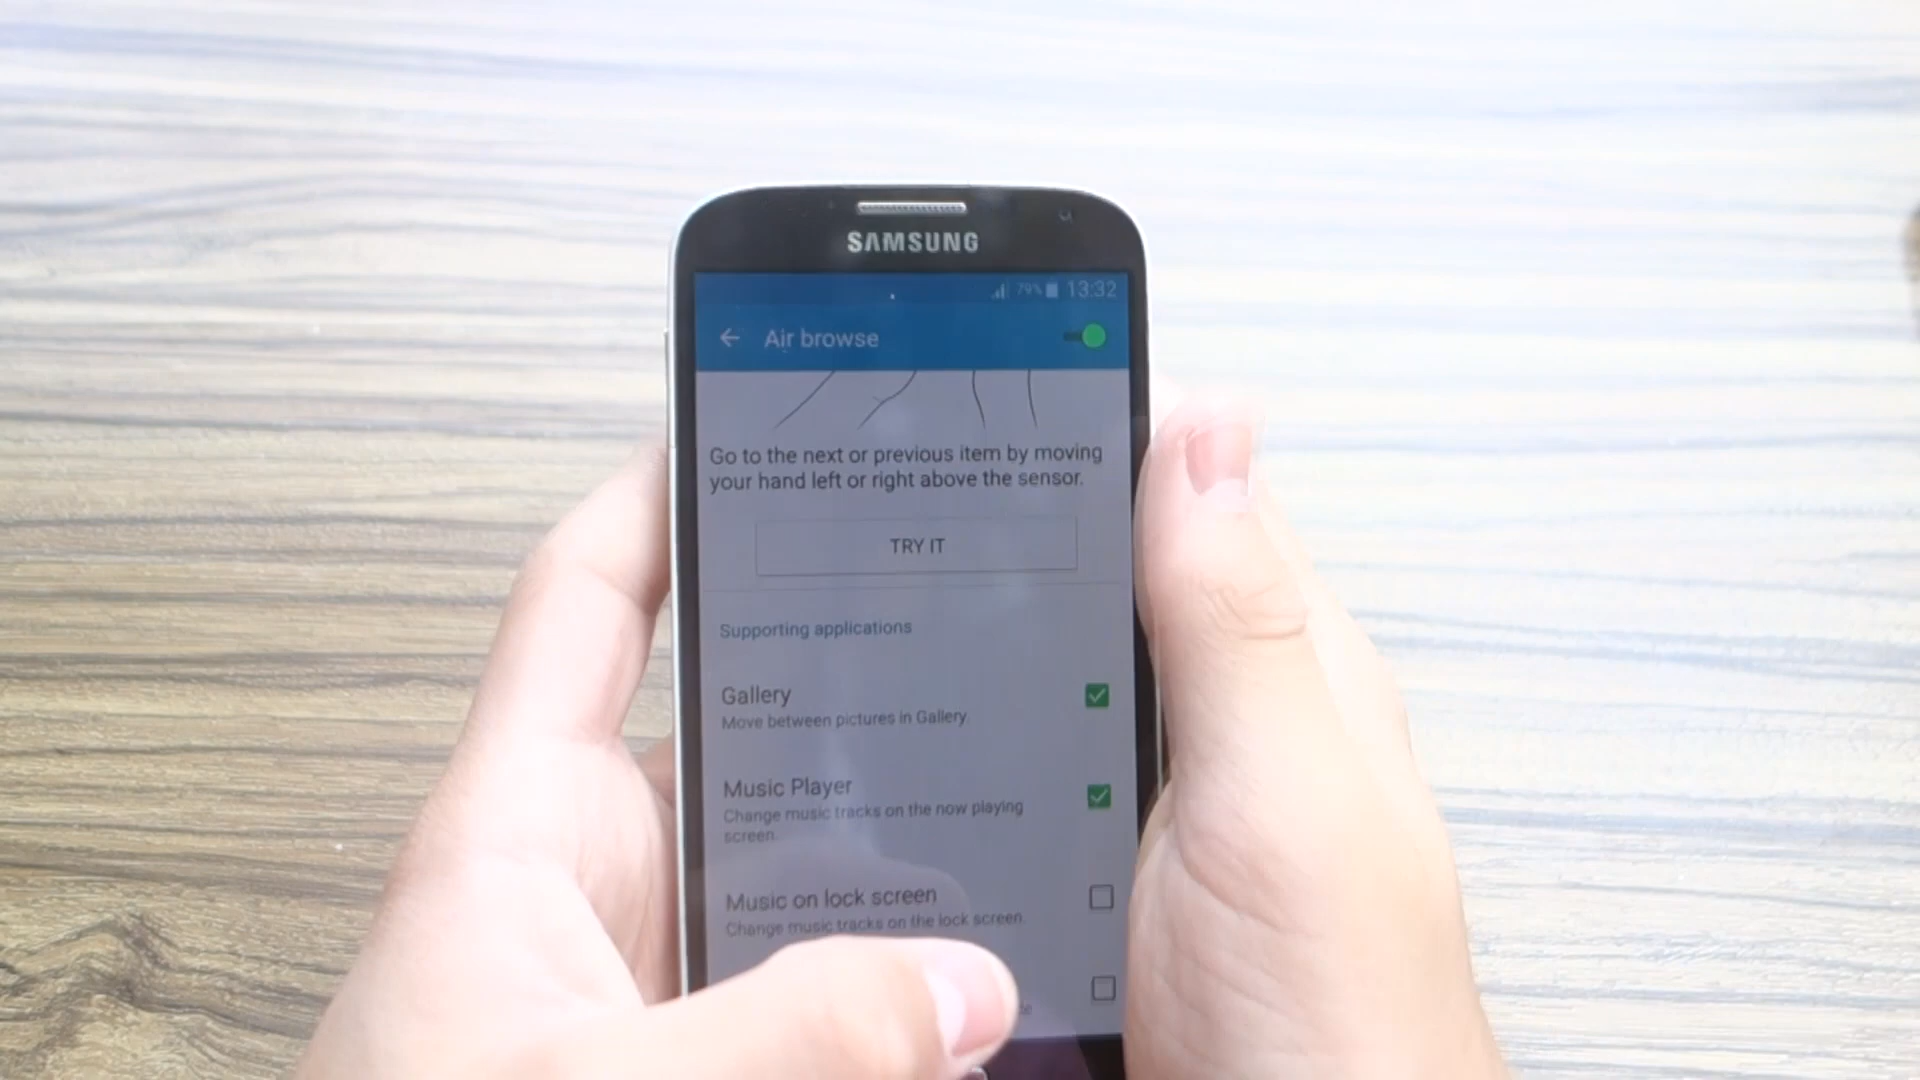 SAMSUNG
79% 13:32
Air browse
Go to the next or previous item by moving
your hand left or right above the sensor.
TRY IT
Supporting applications
Gallery
Move between pictures in Gallery.
Music Player
Change music tracks on the now playing
screen.
Music on lock screen
Change music tracks on the lock screen.